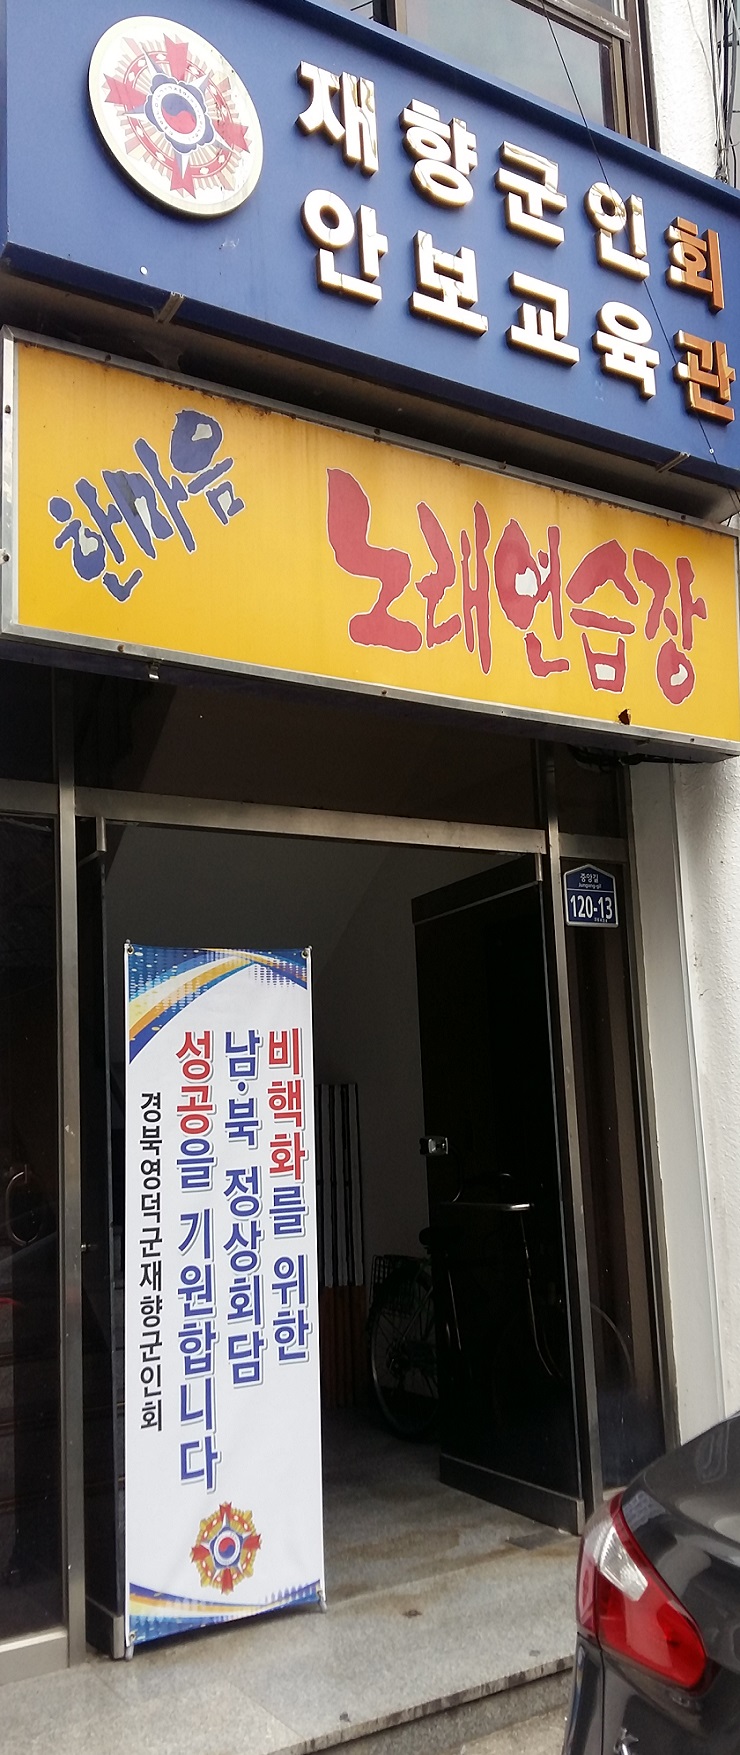 재향군인회
안보교육관
한마음
노래연습장
중앙길
Jungang-gil
120-13
비핵화를 위한
남·북 정상회담
성공을 기원합니다
경북영덕군재향군인회